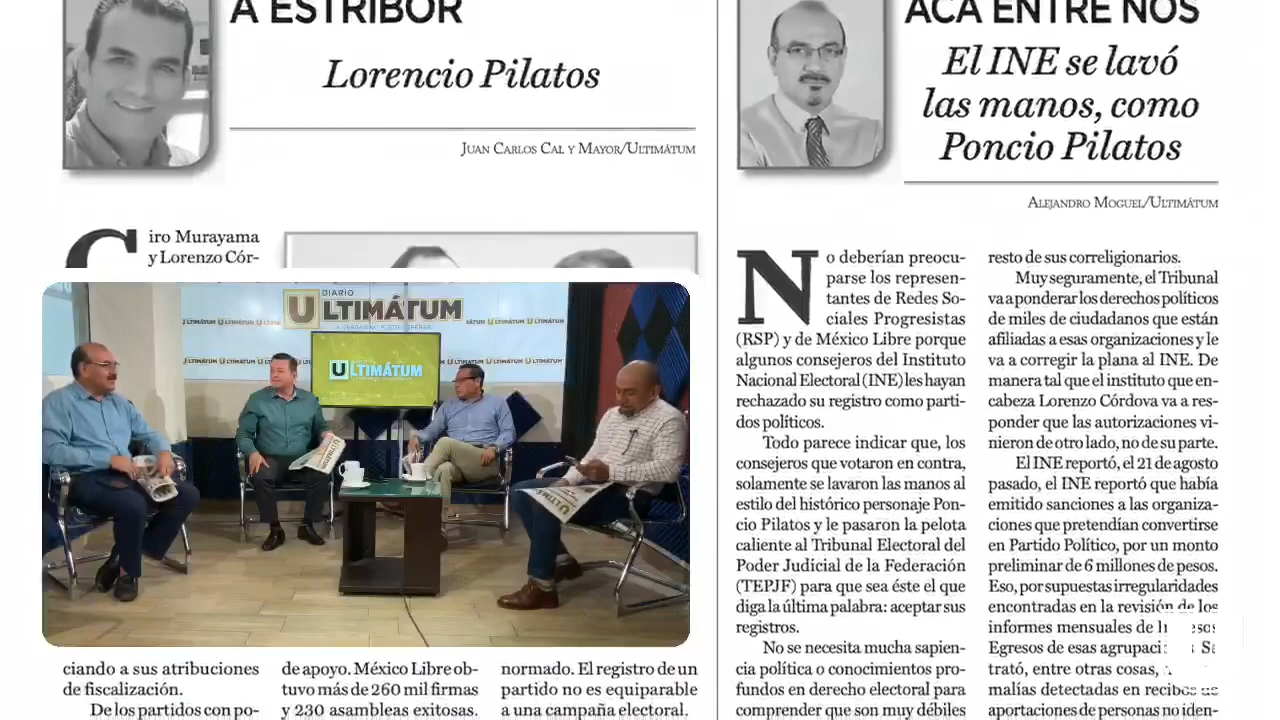 A ESTRIBOR
Lorencio Pilatos
JUAN CARLOS CAL Y MAYOR/ULTIMÁTUM
Ciro Murayama
y Lorenzo Cór-
DIARIO
ULTIMÁTUM
ULTIMÁTUM ULTIMÁTUM ULTIMÁTUM
ULTIMÁTUM
ciando a sus atribuciones
de fiscalización.
De los partidos con po-
de apoyo. México Libre ob-
tuvo más de 260 mil firmas
y 230 asambleas exitosas.
normado. El registro de un
partido no es equiparable
a una campaña electoral.
ACÁ ENTRE NOS
El INE se lavó
las manos, como
Poncio Pilatos
ALEJANDRO MOGUEL/ULTIMÁTUM
No deberían preocu-
parse los represen-
tantes de Redes So-
ciales Progresistas
(RSP) y de México Libre porque
algunos consejeros del Instituto
Nacional Electoral (INE) les hayan
rechazado su registro como parti-
dos políticos.
Todo parece indicar que, los
consejeros que votaron en contra,
solamente se lavaron las manos al
estilo del histórico personaje Pon-
cio Pilatos y le pasaron la pelota
caliente al Tribunal Electoral del
Poder Judicial de la Federación
(TEPJF) para que sea éste el que
diga la última palabra: aceptar sus
registros.
No se necesita mucha sapien-
cia política o conocimientos pro-
fundos en derecho electoral para
comprender que son muy débiles
resto de sus correligionarios.
Muy seguramente, el Tribunal
va a ponderar los derechos políticos
de miles de ciudadanos que están
afiliadas a esas organizaciones y le
va a corregir la plana al INE. De
manera tal que el instituto que en-
cabeza Lorenzo Córdova va a res-
ponder que las autorizaciones vi-
nieron de otro lado, no de su parte.
El INE reportó, el 21 de agosto
pasado, el INE reportó que había
emitido sanciones a las organiza-
ciones que pretendían convertirse
en Partido Político, por un monto
preliminar de 6 millones de pesos.
Eso, por supuestas irregularidades
encontradas en la revisión de los
informes mensuales de
Egresos de esas
trató, entre otras cosas,
malías detectadas en recibos de
aportaciones de personas no iden-